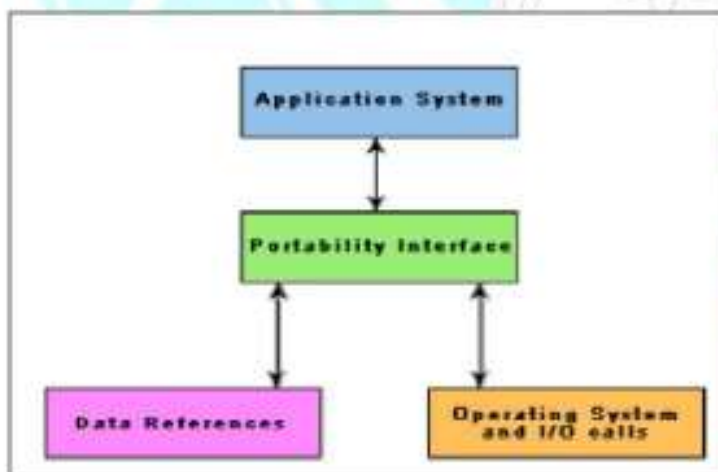 Application System
Portability Interface
Data References
Operating System
and I/O calls